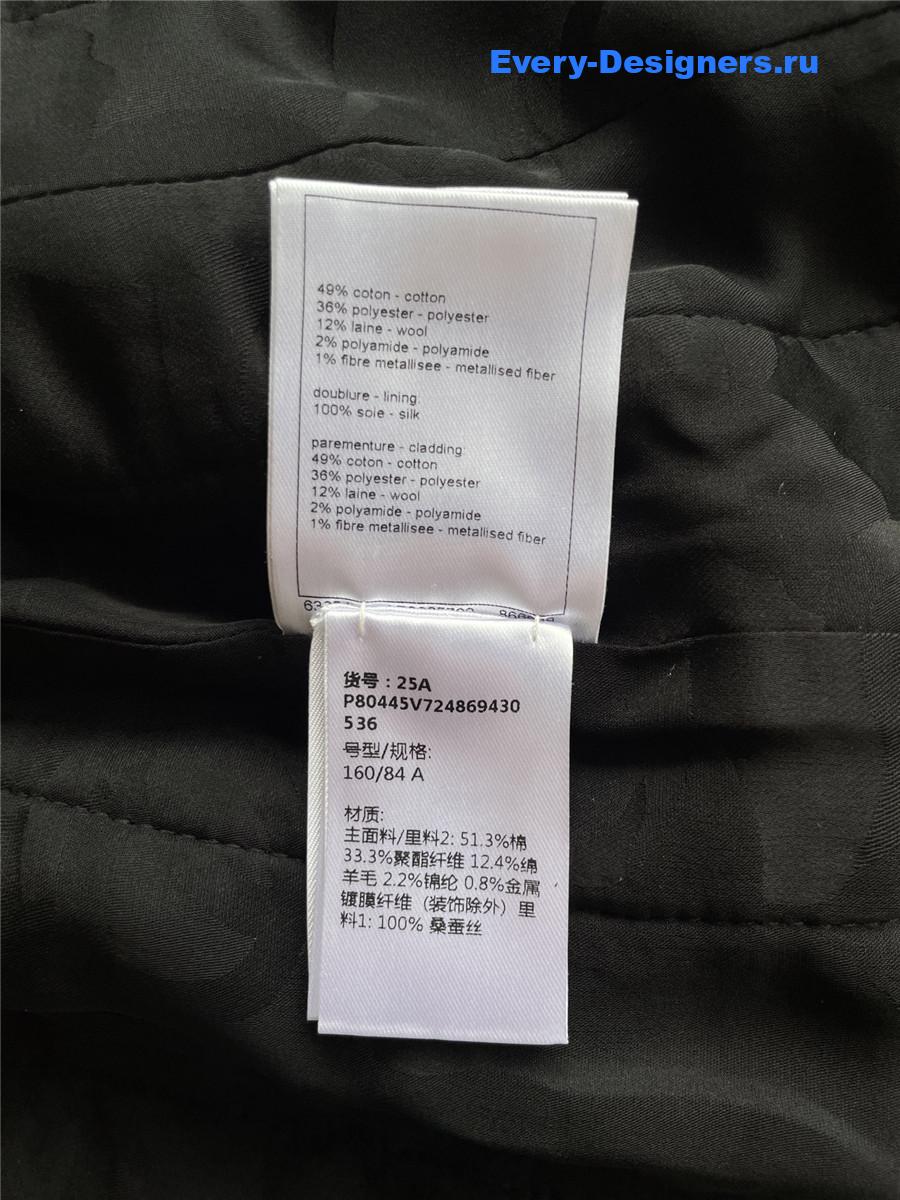 Every-Designers.ru
49% coton - cotton
36% polyester - polyester
12% laine - wool
2% polyamide - polyamide
1% fibre metallisee - metallised fiber
doublure - lining:
100% soie - silk
parementure - cladding:
49% coton - cotton
36% polyester - polyester
12% laine - wool
2% polyamide - polyamide
1% fibre metallisee - metallised fiber
货号：25A
P80445V724869430
536
号型/规格:
160/84 A
材质:
主面料/里料2: 51.3%棉
33.3%聚酯纤维 12.4%绵
羊毛 2.2%锦纶 0.8%金属
镀膜纤维（装饰除外）里
料1: 100% 桑蚕丝